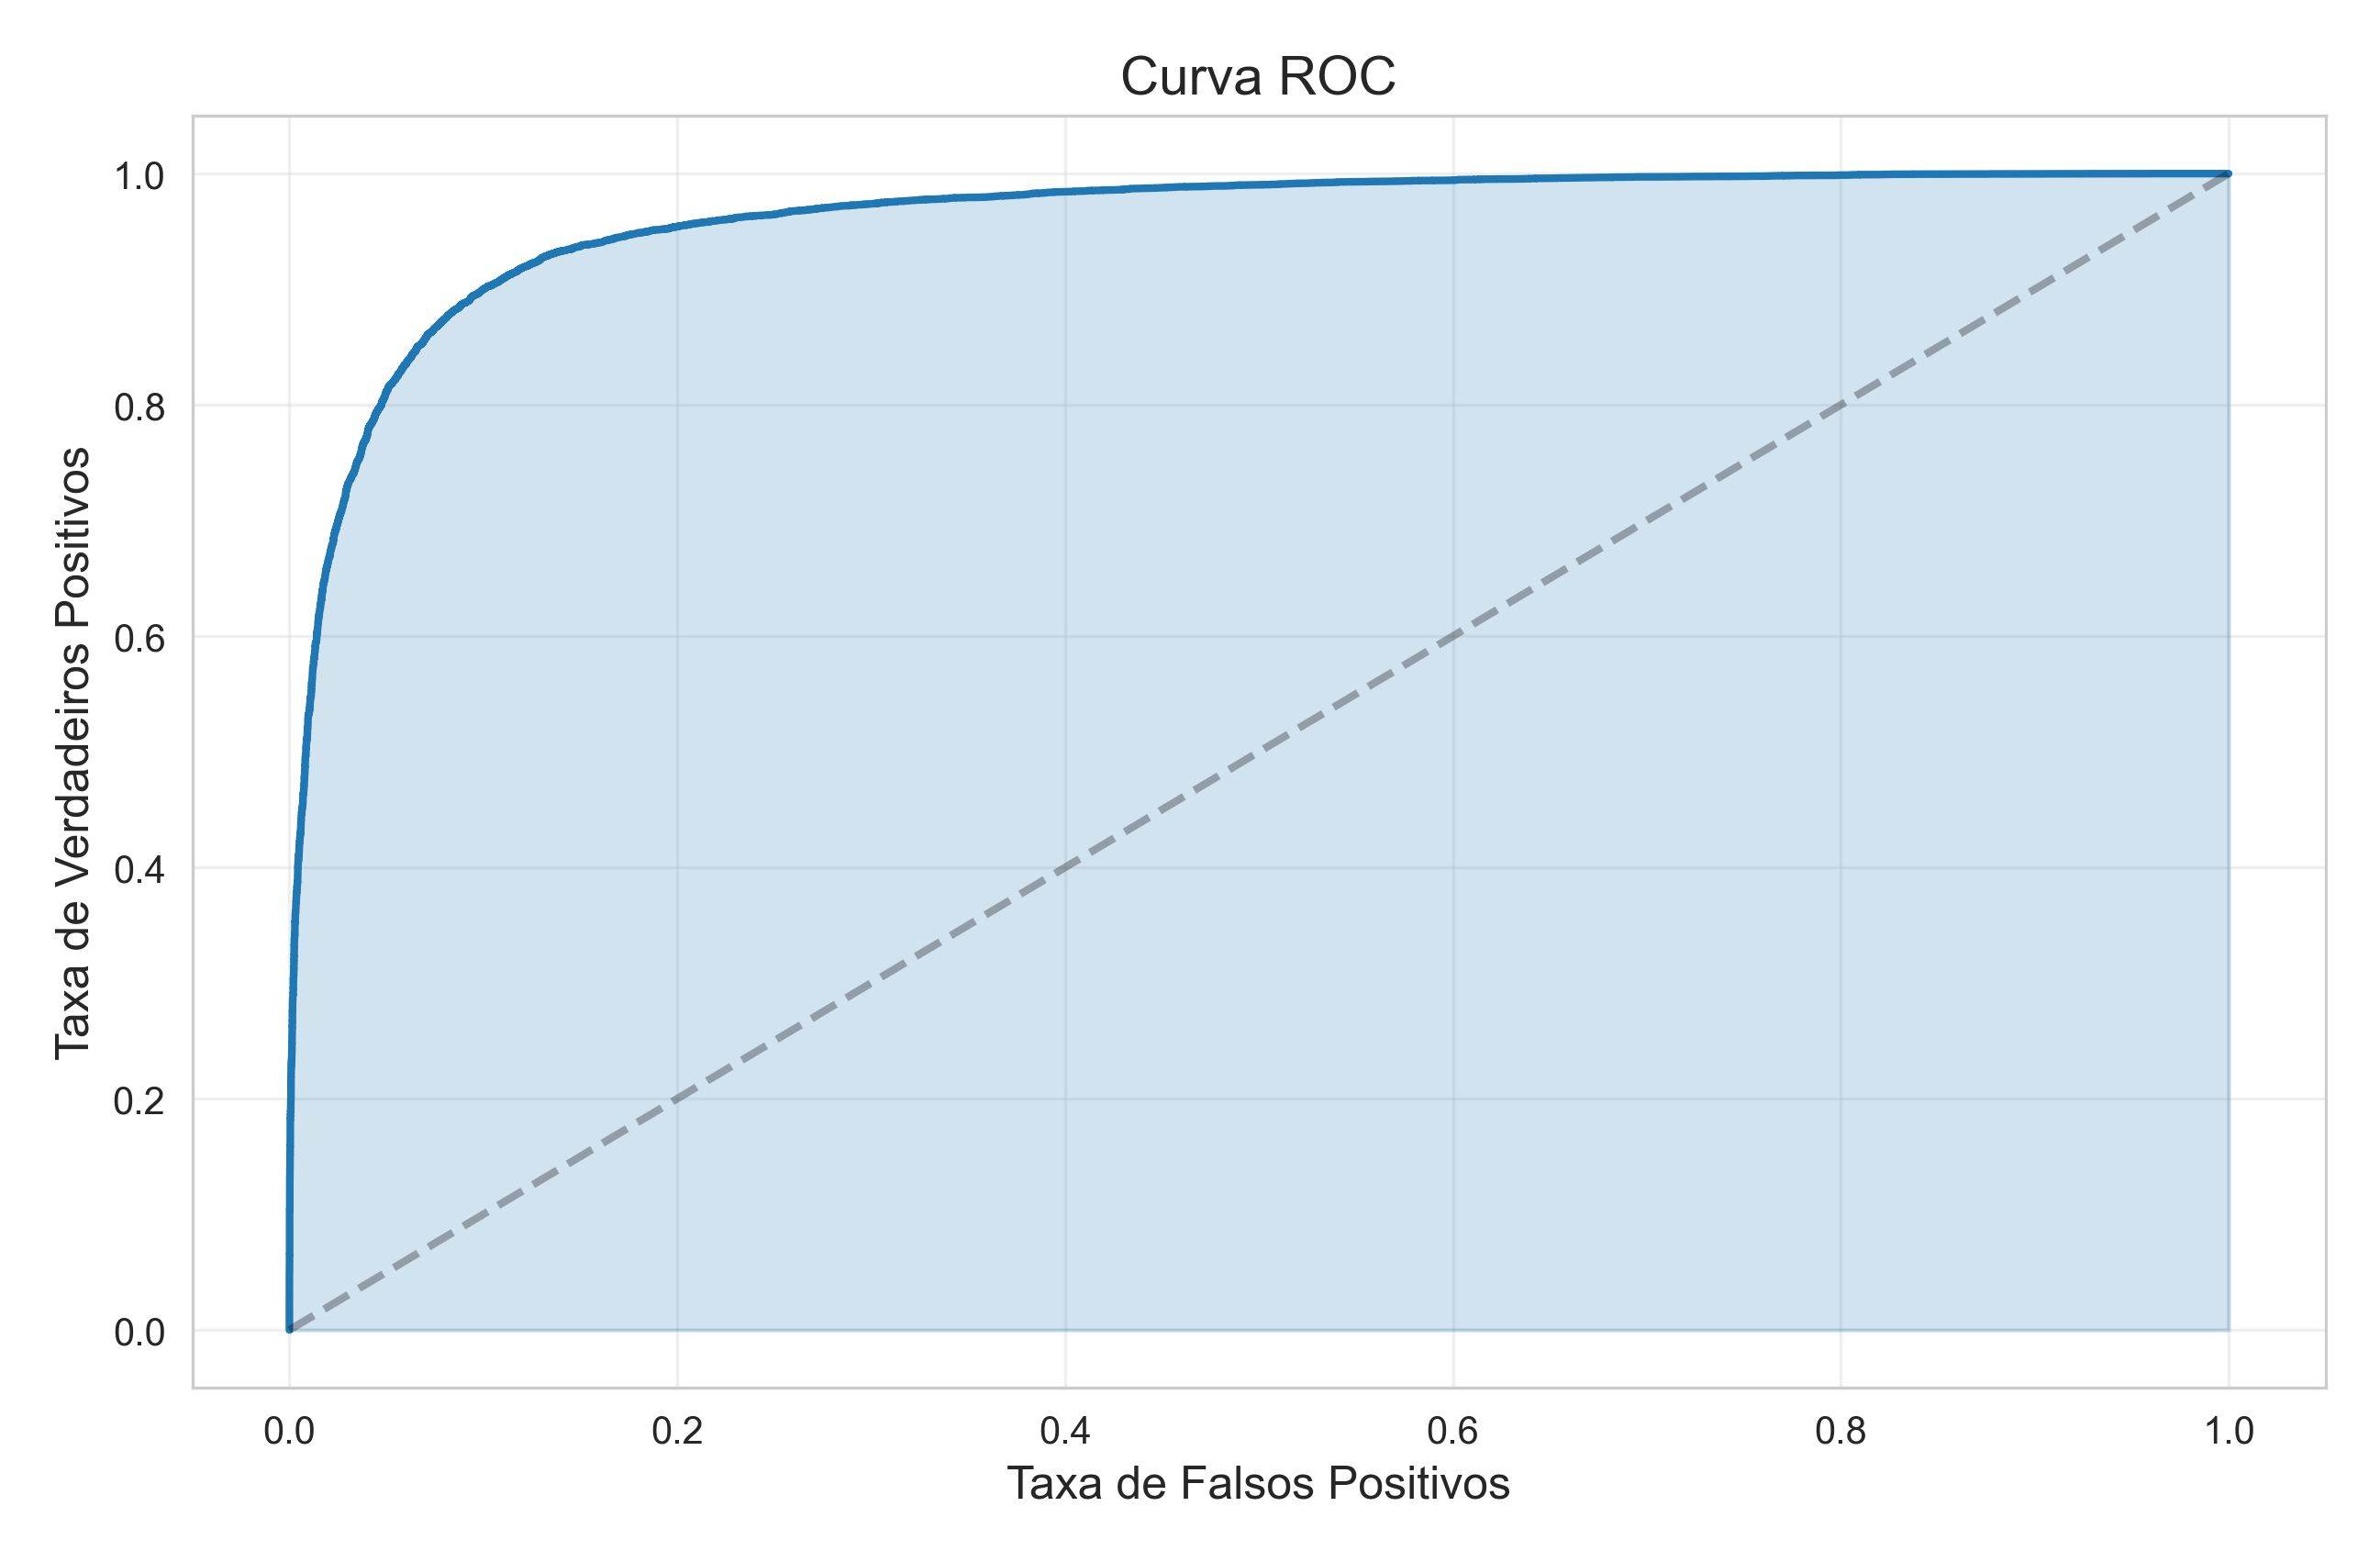 Curva ROC
1.0
0.8
0.6
0.4
0.2
0.0
Taxa de Verdadeiros Positivos
0.0 0.2 0.4 0.6 0.8 1.0
Taxa de Falsos Positivos